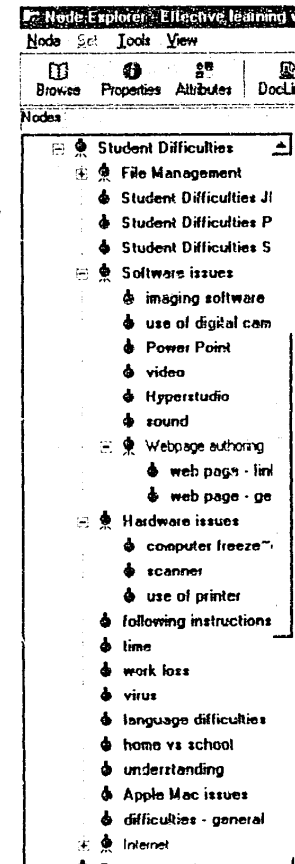 Node Explorer - Effective learning
Node Set Tools View
Browse Properties Attributes DocLi
Nodes
Student Difficulties
File Management
Student Difficulties JI
Student Difficulties P
Student Difficulties S
Software issues
imaging software
use of digital cam
Power Point
video
Hyperstudio
sound
Webpage authoring
web page - linl
web page - ge
Hardware issues
computer freeze~
scanner
use of printer
following instructions
time
work loss
virus
language difficulties
home vs school
understanding
Apple Mac issues
difficulties - general
Internet